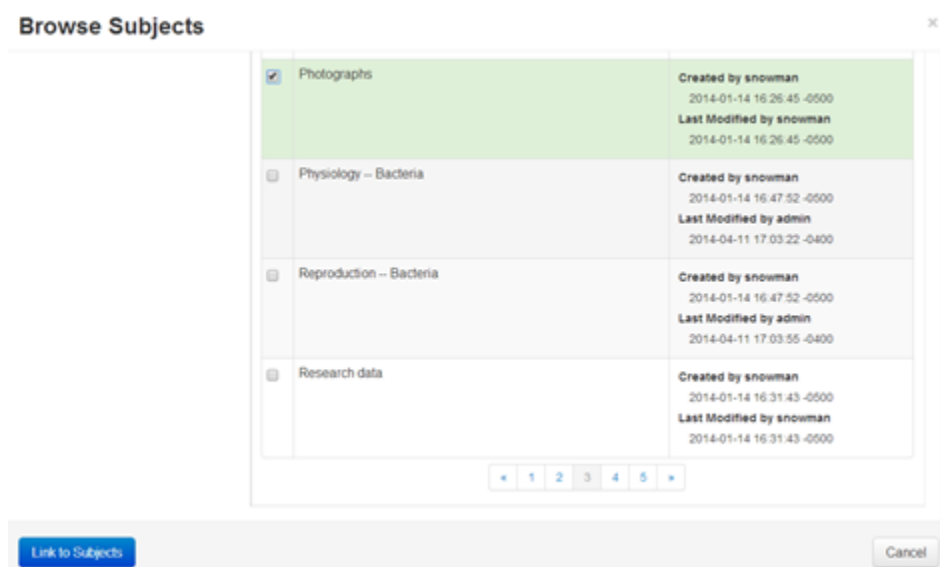 Browse Subjects
×
Photographs
Created by snowman
2014-01-14 16:26:45 -0500
Last Modified by snowman
2014-01-14 16:26:45 -0500
Physiology -- Bacteria
Created by snowman
2014-01-14 16:47:52 -0500
Last Modified by admin
2014-04-11 17:03:22 -0400
Reproduction -- Bacteria
Created by snowman
2014-01-14 16:47:52 -0500
Last Modified by admin
2014-04-11 17:03:55 -0400
Research data
Created by snowman
2014-01-14 16:31:43 -0500
Last Modified by snowman
2014-01-14 16:31:43 -0500
« 1 2 3 4 5 »
Link to Subjects Cancel